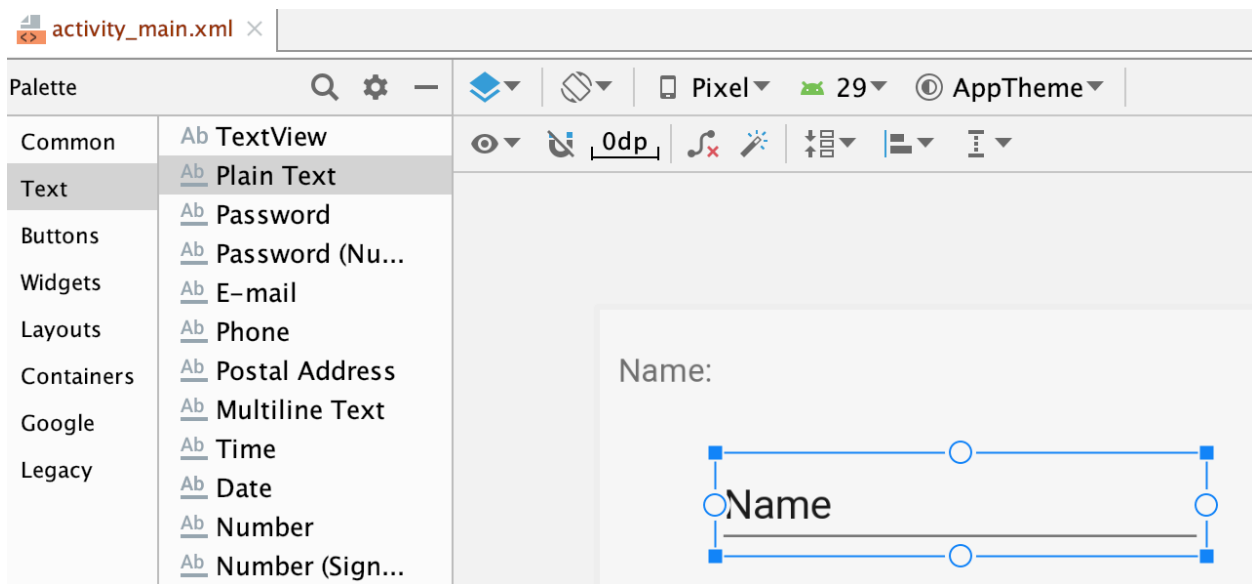 activity_main.xml
Palette
Pixel 29 AppTheme
0dp
Common
Text
Buttons
Widgets
Layouts
Containers
Google
Legacy
Ab TextView
Ab Plain Text
Ab Password
Ab Password (Nu...
Ab E-mail
Ab Phone
Ab Postal Address
Ab Multiline Text
Ab Time
Ab Date
Ab Number
Ab Number (Sign...
Name:
Name